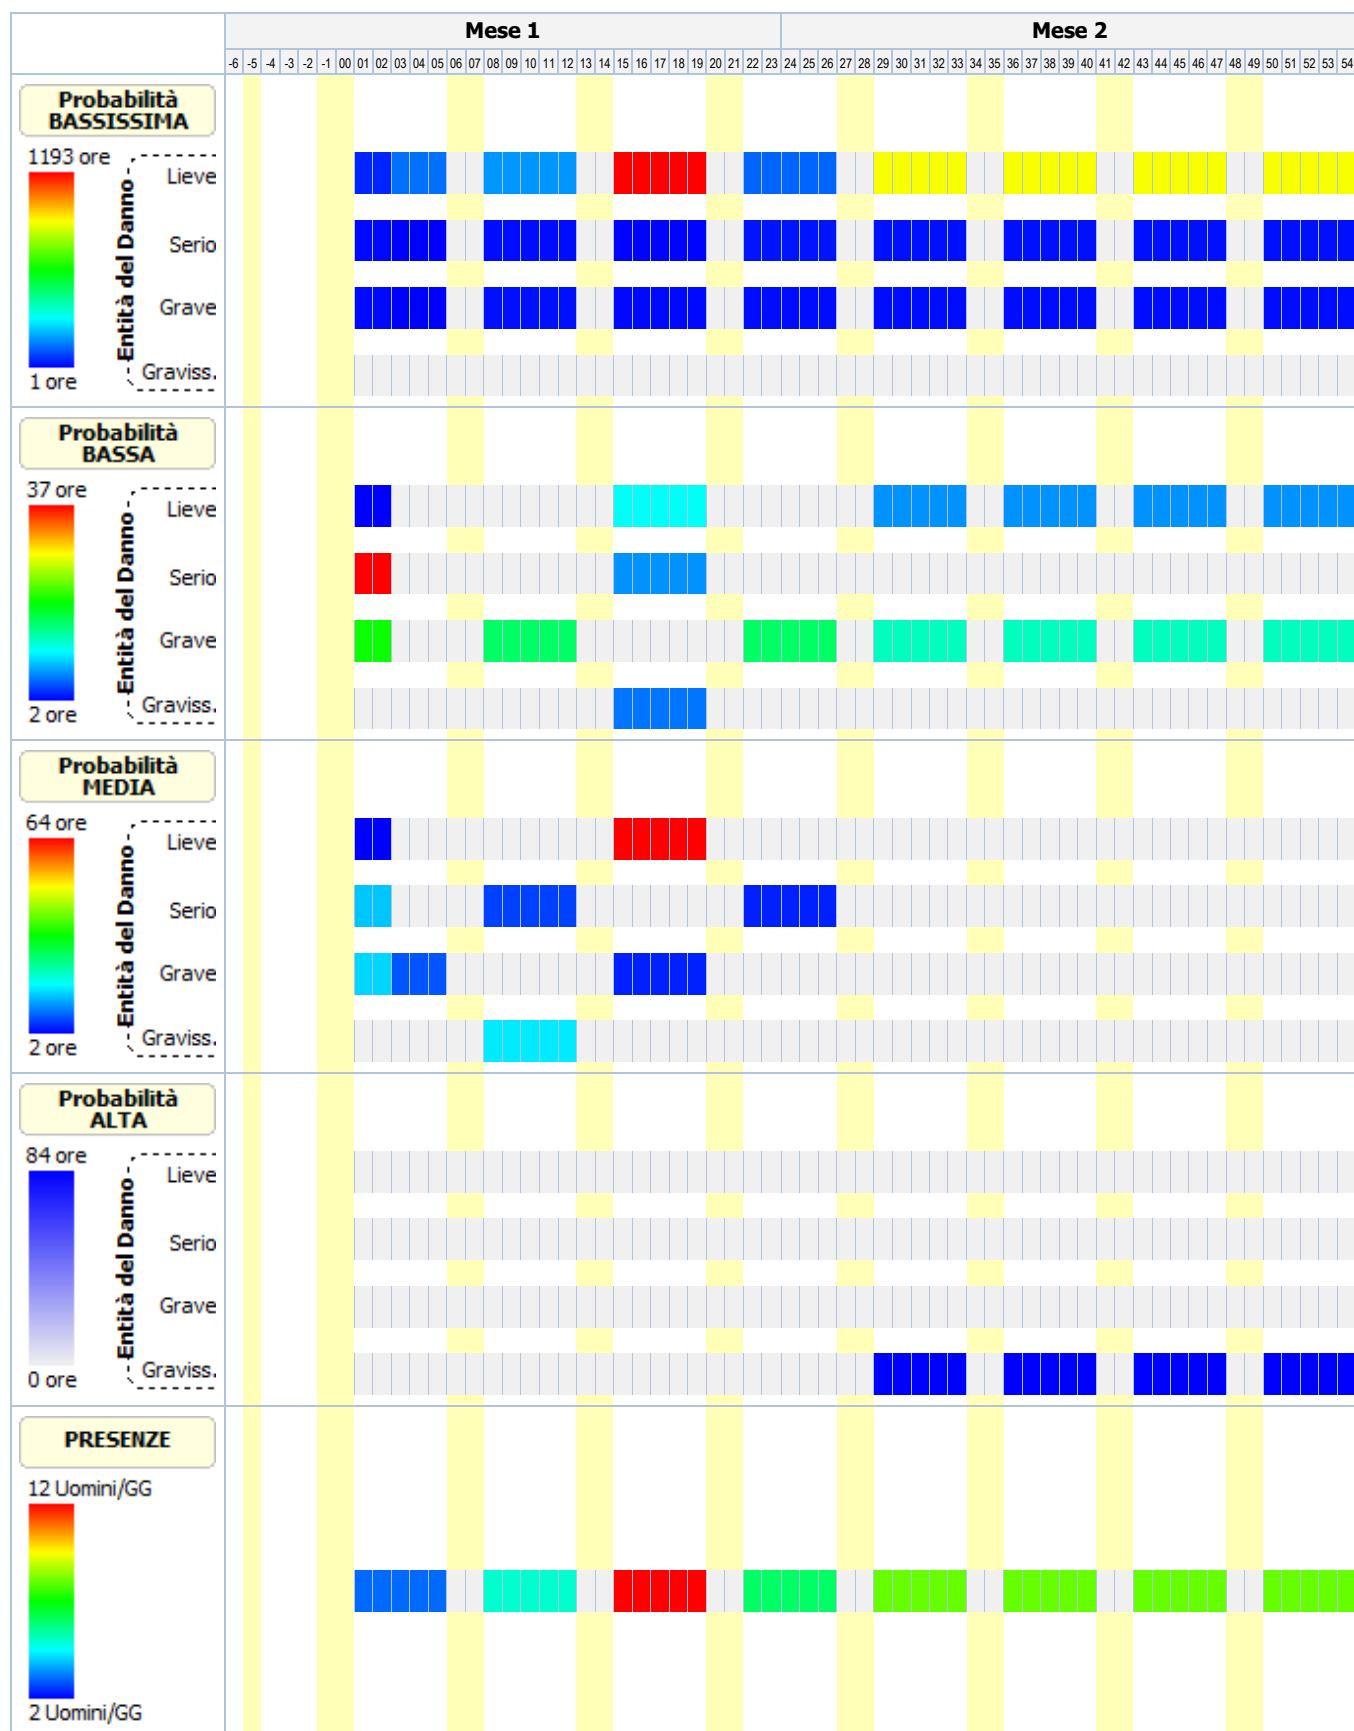 Mese 1 Mese 2
-6 -5 -4 -3 -2 -1 00 01 02 03 04 05 06 07 08 09 10 11 12 13 14 15 16 17 18 19 20 21 22 23 24 25 26 27 28 29 30 31 32 33 34 35 36 37 38 39 40 41 42 43 44 45 46 47 48 49 50 51 52 53 54
Probabilità
BASSISSIMA
1193 ore
Entità del Danno
Lieve
Serio
Grave
Graviss.
1 ore
Probabilità
BASSA
37 ore
Entità del Danno
Lieve
Serio
Grave
Graviss.
2 ore
Probabilità
MEDIA
64 ore
Entità del Danno
Lieve
Serio
Grave
Graviss.
2 ore
Probabilità
ALTA
84 ore
Entità del Danno
Lieve
Serio
Grave
Graviss.
0 ore
PRESENZE
12 Uomini/GG
2 Uomini/GG